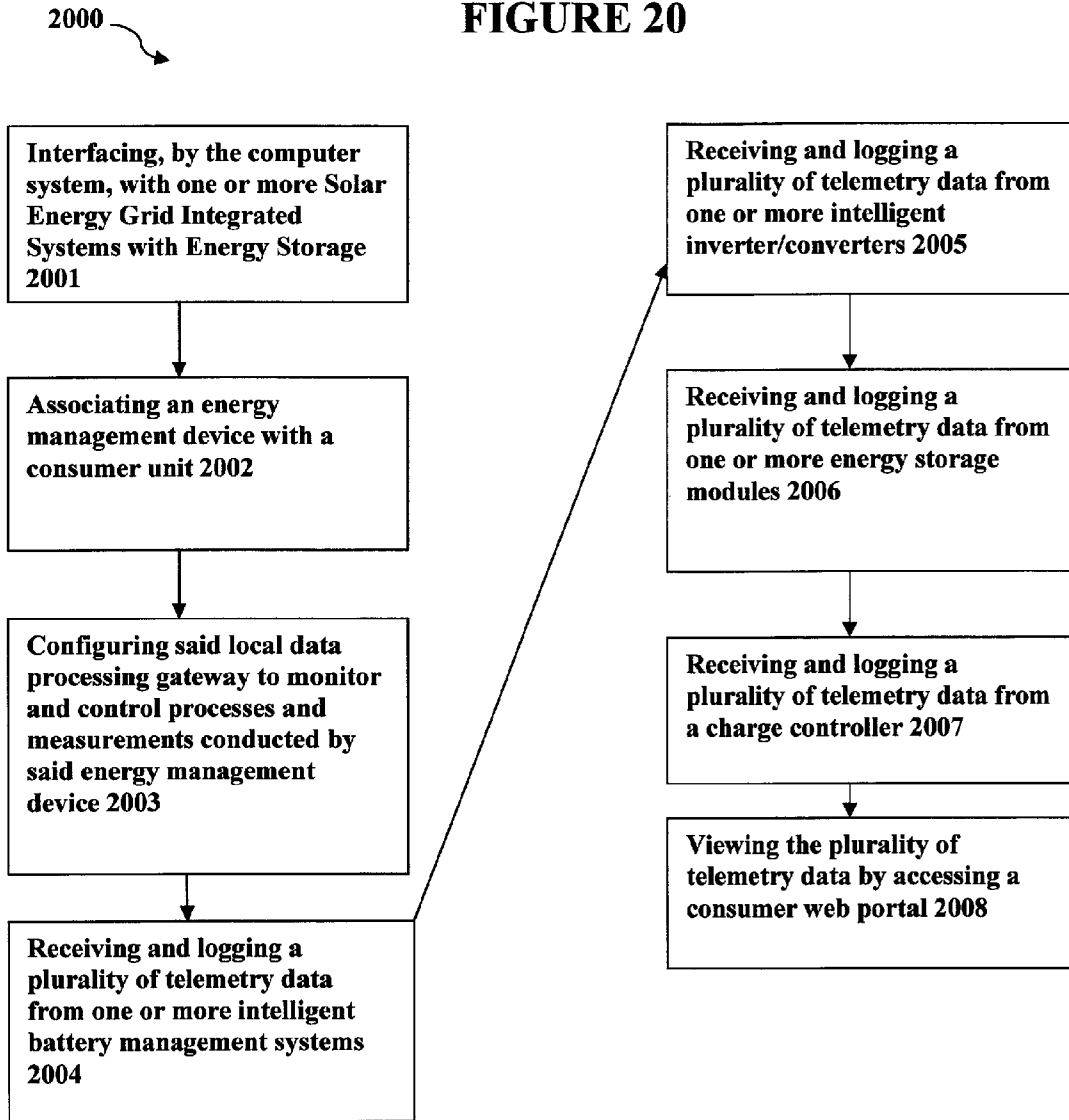 FIGURE 20
2000
Interfacing, by the computer
system, with one or more Solar
Energy Grid Integrated
Systems with Energy Storage
2001
Associating an energy
management device with a
consumer unit 2002
Configuring said local data
processing gateway to monitor
and control processes and
measurements conducted by
said energy management
device 2003
Receiving and logging a
plurality of telemetry data
from one or more intelligent
battery management systems
2004
Receiving and logging a
plurality of telemetry data from
one or more intelligent
inverter/converters 2005
Receiving and logging a
plurality of telemetry data from
one or more energy storage
modules 2006
Receiving and logging a
plurality of telemetry data from
a charge controller 2007
Viewing the plurality of
telemetry data by accessing a
consumer web portal 2008